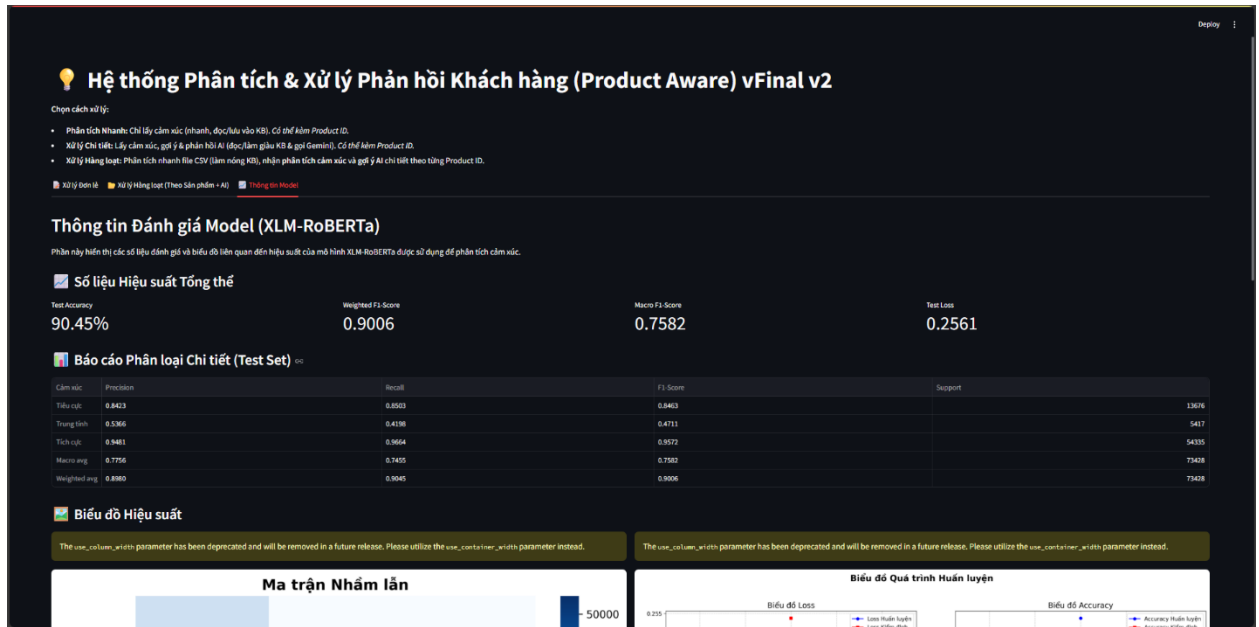 Deploy
Hệ thống Phân tích & Xử lý Phản hồi Khách hàng (Product Aware) vFinal v2
Chọn cách xử lý:
Phân tích Nhanh: Chỉ lấy cảm xúc (nhanh, đọc/lưu vào KB). Có thể kèm Product ID.
Xử lý Chi tiết: Lấy cảm xúc, gợi ý & phản hồi AI (đọc/làm giàu KB & gọi Gemini). Có thể kèm Product ID.
Xử lý Hàng loạt: Phân tích nhanh file CSV (làm nóng KB), nhận phân tích cảm xúc và gợi ý AI chi tiết theo từng Product ID.
Xử lý Đơn lẻ Xử lý Hàng loạt (Theo Sản phẩm + AI) Thông tin Model
Thông tin Đánh giá Model (XLM-RoBERTa)
Phần này hiển thị các số liệu đánh giá và biểu đồ liên quan đến hiệu suất của mô hình XLM-RoBERTa được sử dụng để phân tích cảm xúc.
Số liệu Hiệu suất Tổng thể
Test Accuracy Weighted F1-Score Macro F1-Score Test Loss
90.45% 0.9006 0.7582 0.2561
Báo cáo Phân loại Chi tiết (Test Set)
Cảm xúc Precision Recall F1-Score Support
Tiêu cực 0.8423 0.8503 0.8463 13676
Trung tính 0.5366 0.4198 0.4711 5417
Tích cực 0.9481 0.9664 0.9572 54335
Macro avg 0.7756 0.7455 0.7582 73428
Weighted avg 0.8980 0.9045 0.9006 73428
Biểu đồ Hiệu suất
The use_column_width parameter has been deprecated and will be removed in a future release. Please utilize the use_container_width parameter instead.
The use_column_width parameter has been deprecated and will be removed in a future release. Please utilize the use_container_width parameter instead.
Ma trận Nhầm lẫn
50000
Biểu đồ Quá trình Huấn luyện
Biểu đồ Loss Biểu đồ Accuracy
0.255
Loss Huấn luyện
Accuracy Huấn luyện